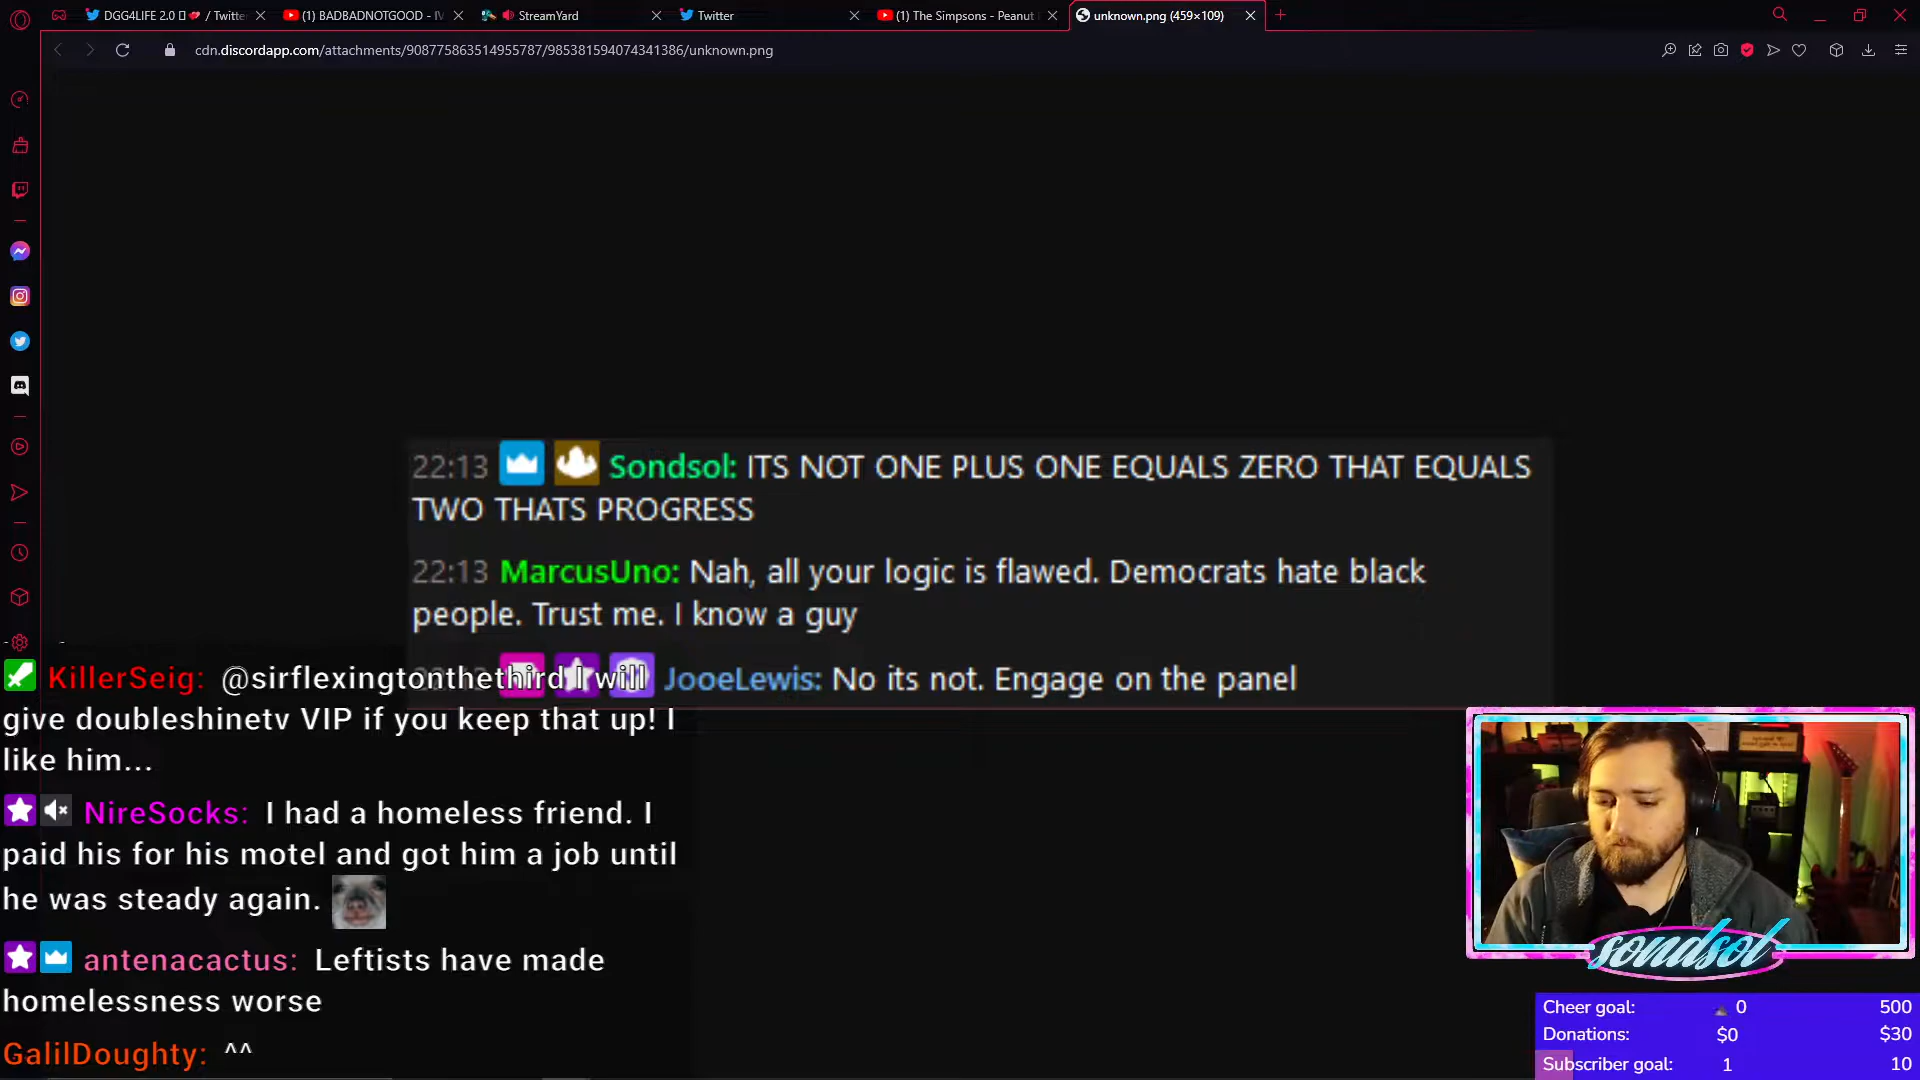 DGG4LIFE 2.0 / Twitte
(1) BADBADNOTGOOD - IV
StreamYard
Twitter
(1) The Simpsons - Peanut
unknown.png (459×109)
cdn.discordapp.com/attachments/908775863514955787/985381594074341386/unknown.png
22:13 Sondsol: ITS NOT ONE PLUS ONE EQUALS ZERO THAT EQUALS
TWO THATS PROGRESS
22:13 MarcusUno: Nah, all your logic is flawed. Democrats hate black
people. Trust me. I know a guy
JooeLewis: No its not. Engage on the panel
KillerSeig: @sirflexingtonthethird I will
give doubleshinetv VIP if you keep that up! I
like him...
NireSocks: I had a homeless friend. I
paid his for his motel and got him a job until
he was steady again.
antenacactus: Leftists have made
homelessness worse
GalilDoughty: ^^
sondsol
Cheer goal: 0 500
Donations: $0 $30
Subscriber goal: 1 10